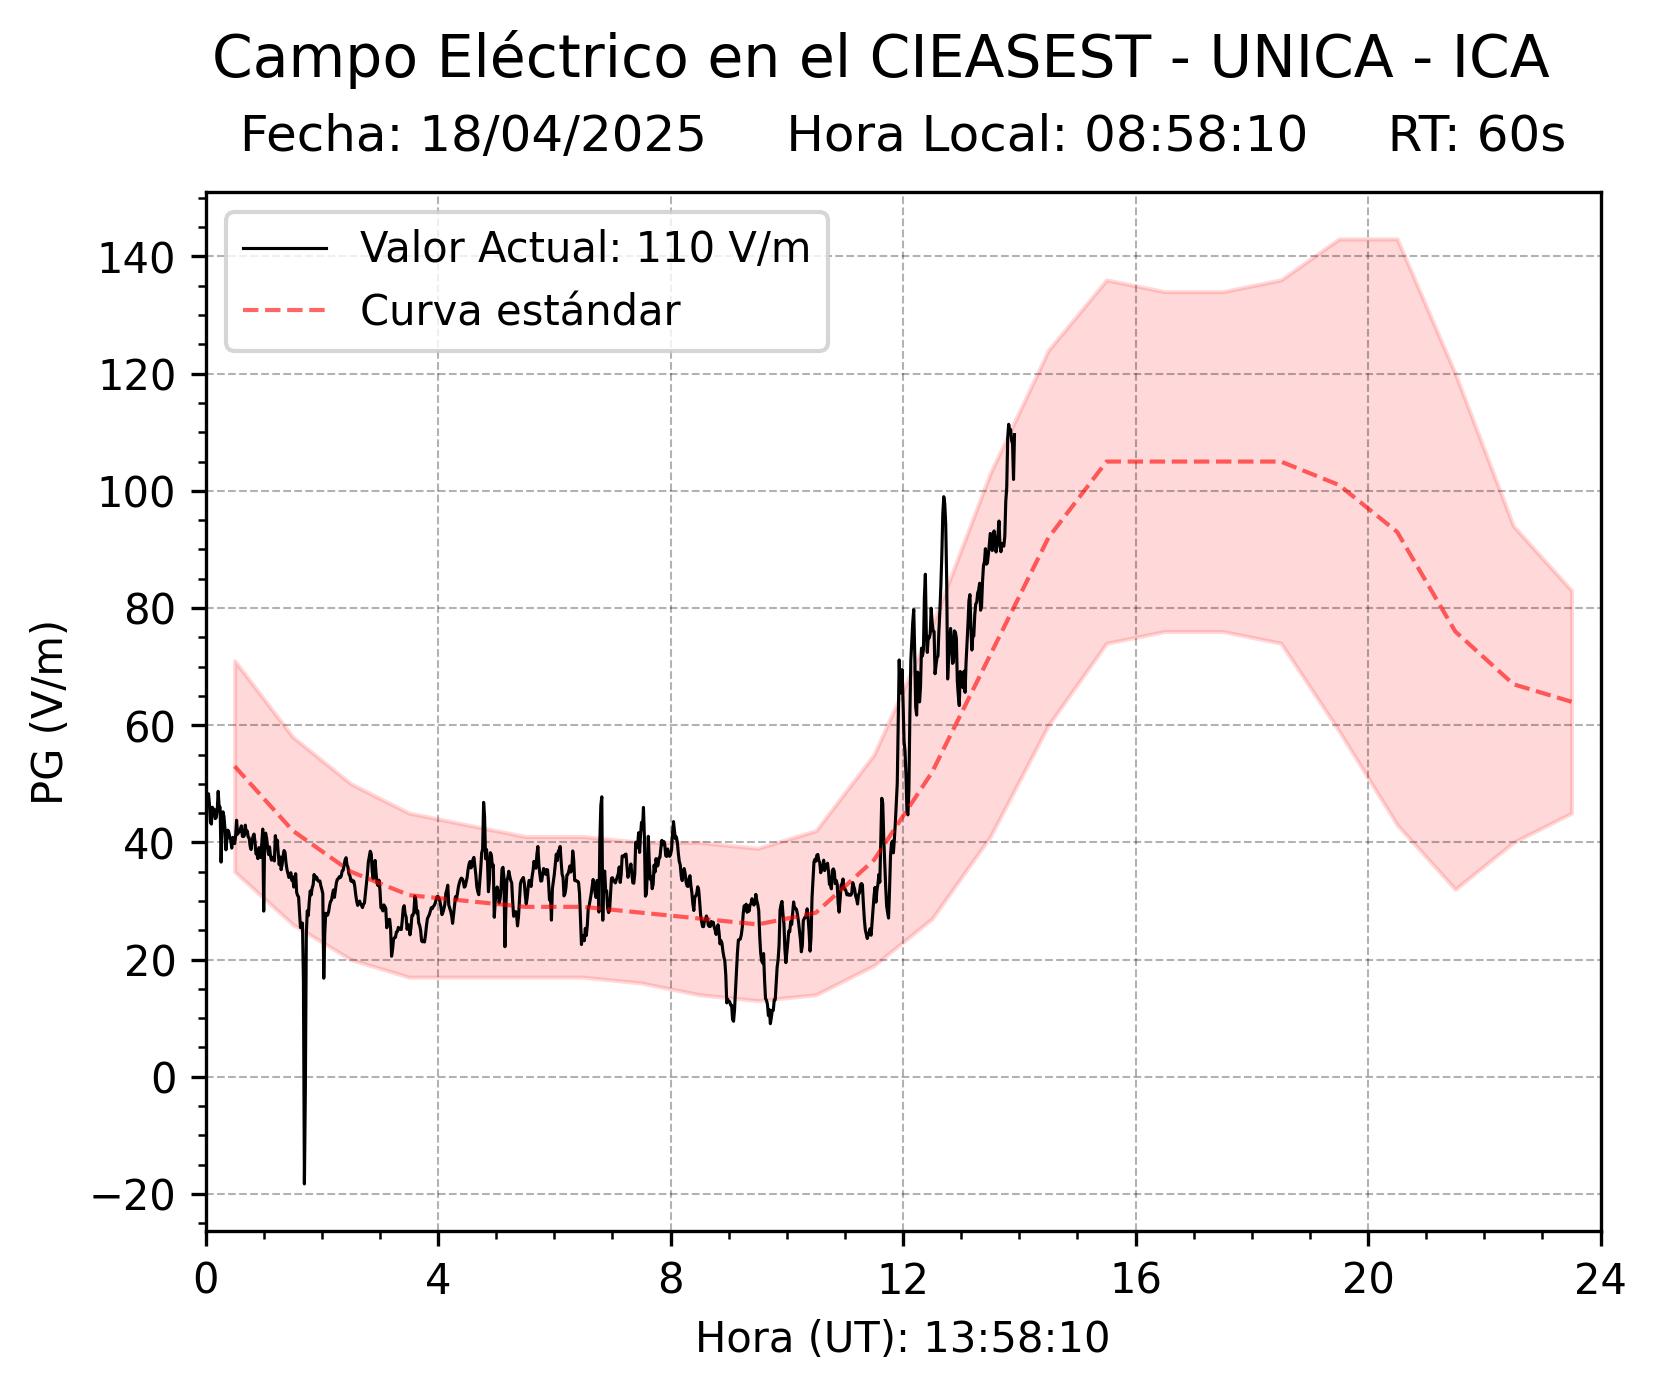 Campo Eléctrico en el CIEASEST - UNICA - ICA
Fecha: 18/04/2025 Hora Local: 08:58:10 RT: 60s
Valor Actual: 110 V/m
Curva estándar
PG (V/m)
140
120
100
80
60
40
20
0
−20
0 4 8 12 16 20 24
Hora (UT): 13:58:10